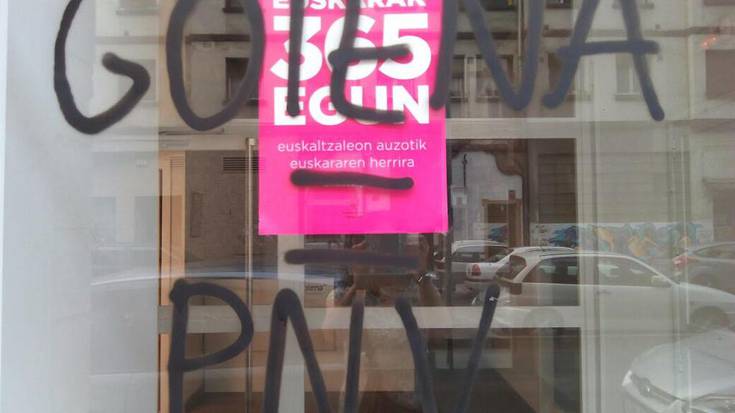 GOIENA
EUSKARAK
365
EGUN
euskaltzaleon auzotik
euskararen herrira
=
PNV